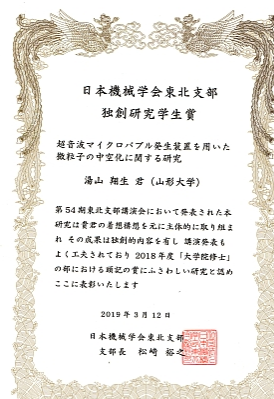 日本機械学会東北支部
独創研究学生賞
超音波マイクロバブル発生装置を用いた
微粒子の中空化に関する研究
湯山 翔生 君（山形大学）
第54期東北支部講演会において発表された本
研究は貴君の着想構想を元に主体的に取り組ま
れ その成果は独創的内容を有し 講演発表も
よく工夫されており 2018年度「大学院修士」
の部における頭記の賞にふさわしい研究と認め
ここに表彰いたします
2019年3月12日
日本機械学会東北支部
支部長 松﨑 裕之